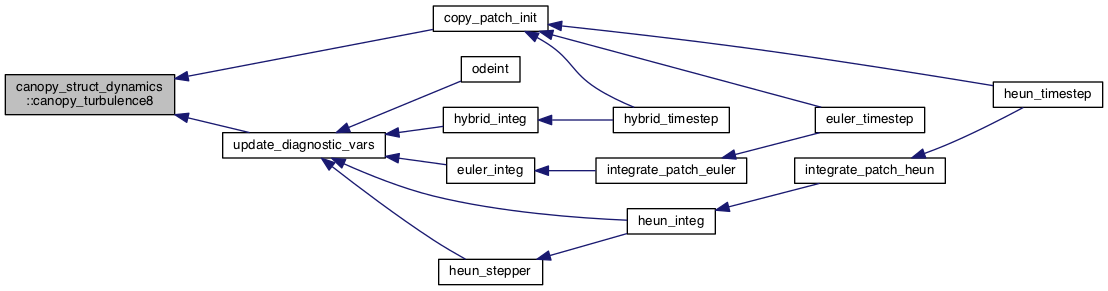 copy_patch_init
odeint
canopy_struct_dynamics
::canopy_turbulence8
heun_timestep
hybrid_integ
hybrid_timestep
euler_timestep
update_diagnostic_vars
euler_integ
integrate_patch_euler
integrate_patch_heun
heun_integ
heun_stepper